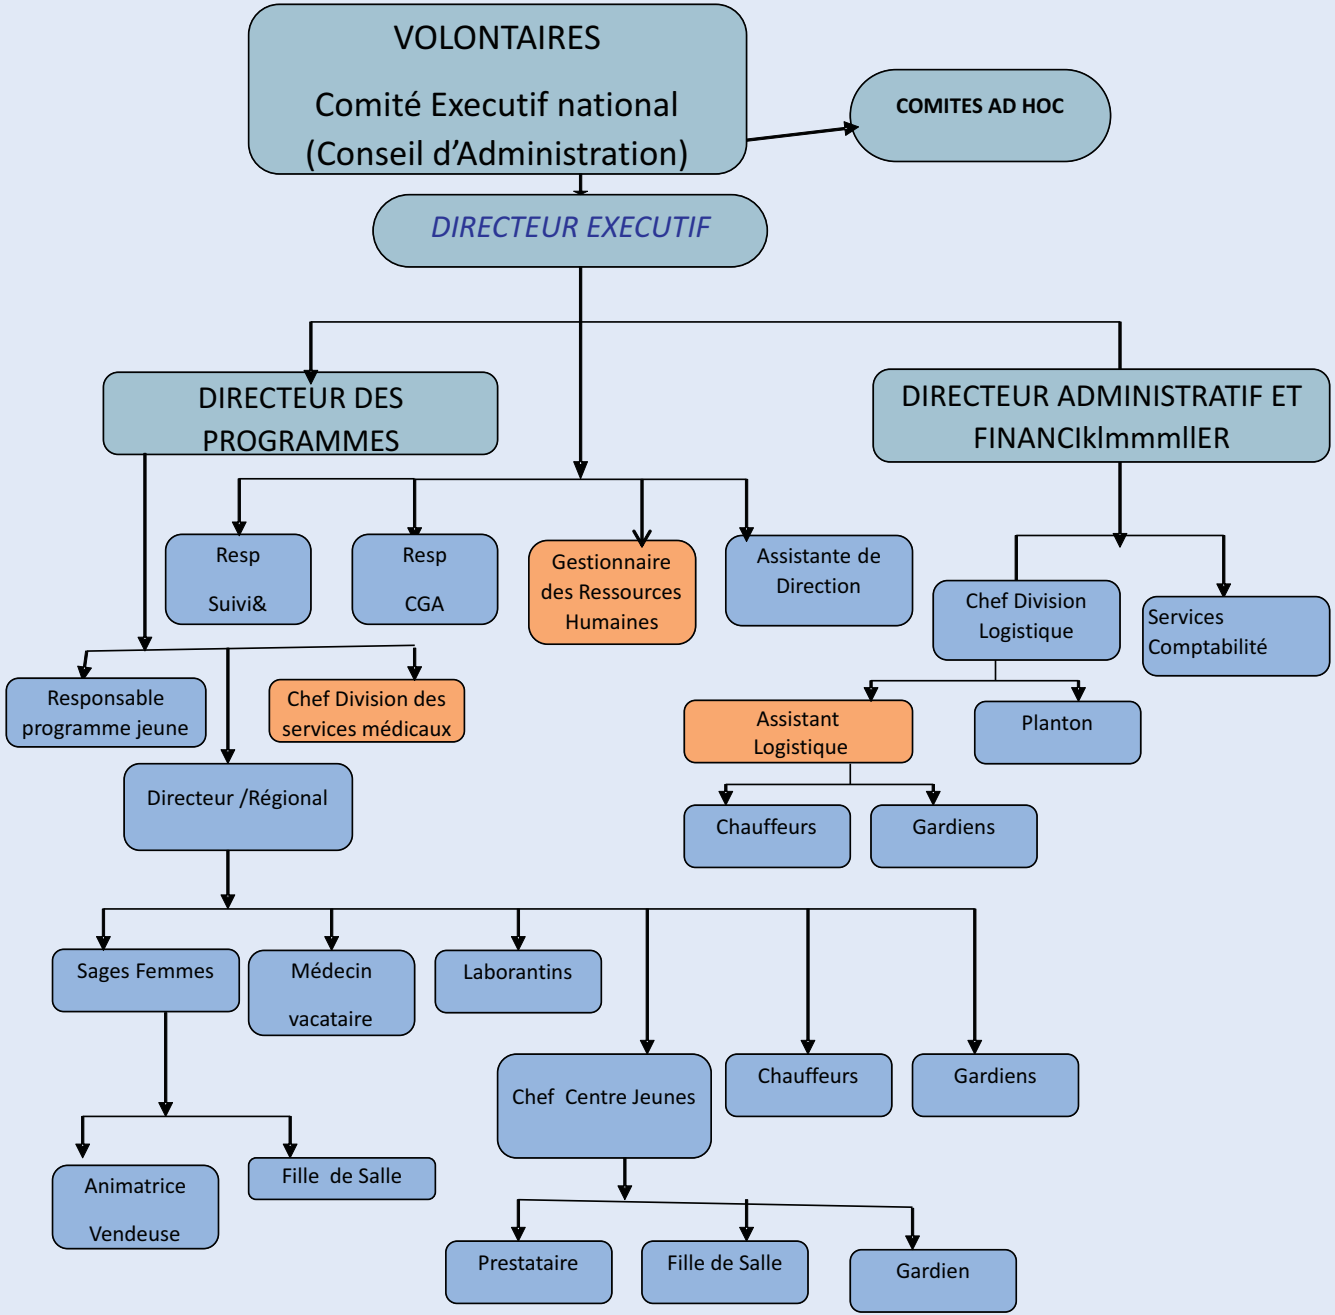 VOLONTAIRES
Comité Executif national
(Conseil d'Administration)
COMITES AD HOC
DIRECTEUR EXECUTIF
DIRECTEUR DES
PROGRAMMES
DIRECTEUR ADMINISTRATIF ET
FINANCIklmmmllER
Resp
Suivi&
Resp
CGA
Gestionnaire
des Ressources
Humaines
Assistante de
Direction
Chef Division
Logistique
Services
Comptabilité
Responsable
programme jeune
Chef Division des
services médicaux
Assistant
Logistique
Planton
Directeur /Régional
Chauffeurs
Gardiens
Sages Femmes
Médecin
vacataire
Laborantins
Chef  Centre Jeunes
Chauffeurs
Gardiens
Animatrice
Vendeuse
Fille  de Salle
Prestataire
Fille de Salle
Gardien